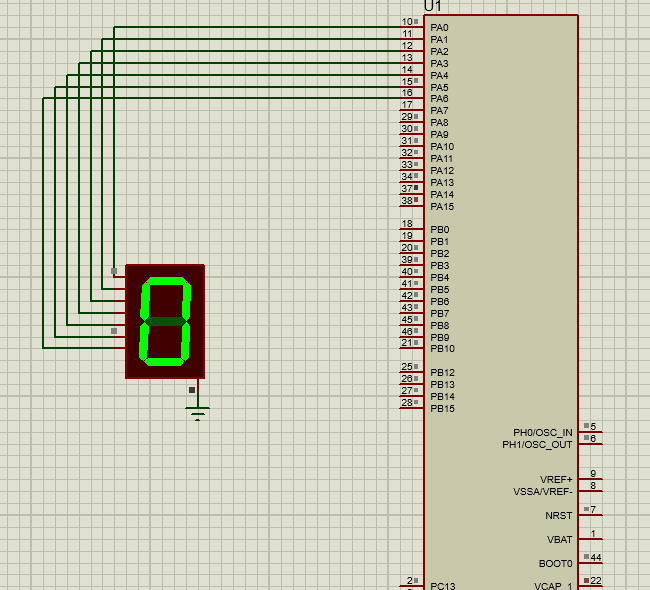 U1
10 PA0
11 PA1
12 PA2
13 PA3
14 PA4
15 PA5
16 PA6
17 PA7
29 PA8
30 PA9
31 PA10
32 PA11
33 PA12
34 PA13
37 PA14
38 PA15
18 PB0
19 PB1
20 PB2
39 PB3
40 PB4
41 PB5
42 PB6
43 PB7
45 PB8
46 PB9
21 PB10
25 PB12
26 PB13
27 PB14
28 PB15
PH0/OSC_IN 5
PH1/OSC_OUT 6
VREF+ 9
VSSA/VREF- 8
NRST 7
VBAT 1
BOOT0 44
2 PC13 VCAP_1 22